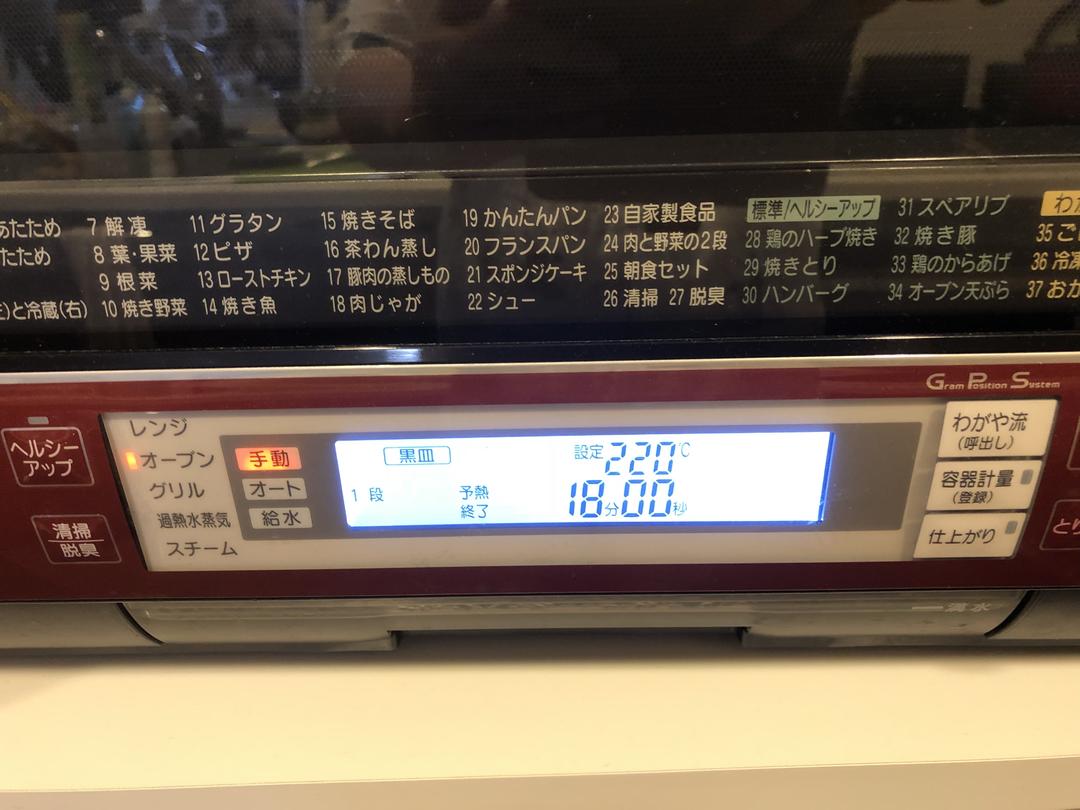 あたため
たため
と冷蔵(右)
7 解凍
8 葉・果菜
9 根菜
10 焼き野菜
11 グラタン
12 ピザ
13 ローストチキン
14 焼き魚
15 焼きそば
16 茶わん蒸し
17 豚肉の蒸しもの
18 肉じゃが
19 かんたんパン
20 フランスパン
21 スポンジケーキ
22 シュー
23 自家製食品
24 肉と野菜の2段
25 朝食セット
26 清掃 27 脱臭
標準/ヘルシーアップ
28 鶏のハーブ焼き
29 焼きとり
30 ハンバーグ
31 スペアリブ
32 焼き豚
33 鶏のからあげ
34 オーブン天ぷら
わ
35 ご
36 冷凍
37 おか
Gram Position System
ヘルシー
アップ
清掃
脱臭
レンジ
オーブン
グリル
過熱水蒸気
スチーム
手動
オート
給水
黒皿
設定 220℃
1 段
予熱
終了
18分00秒
わがや流
(呼出し)
容器計量
(登録)
仕上がり
とり
満水